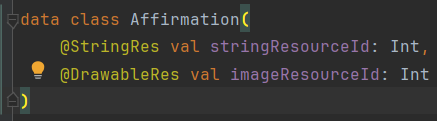 data class Affirmation(
    @StringRes val stringResourceId: Int,
    @DrawableRes val imageResourceId: Int
)